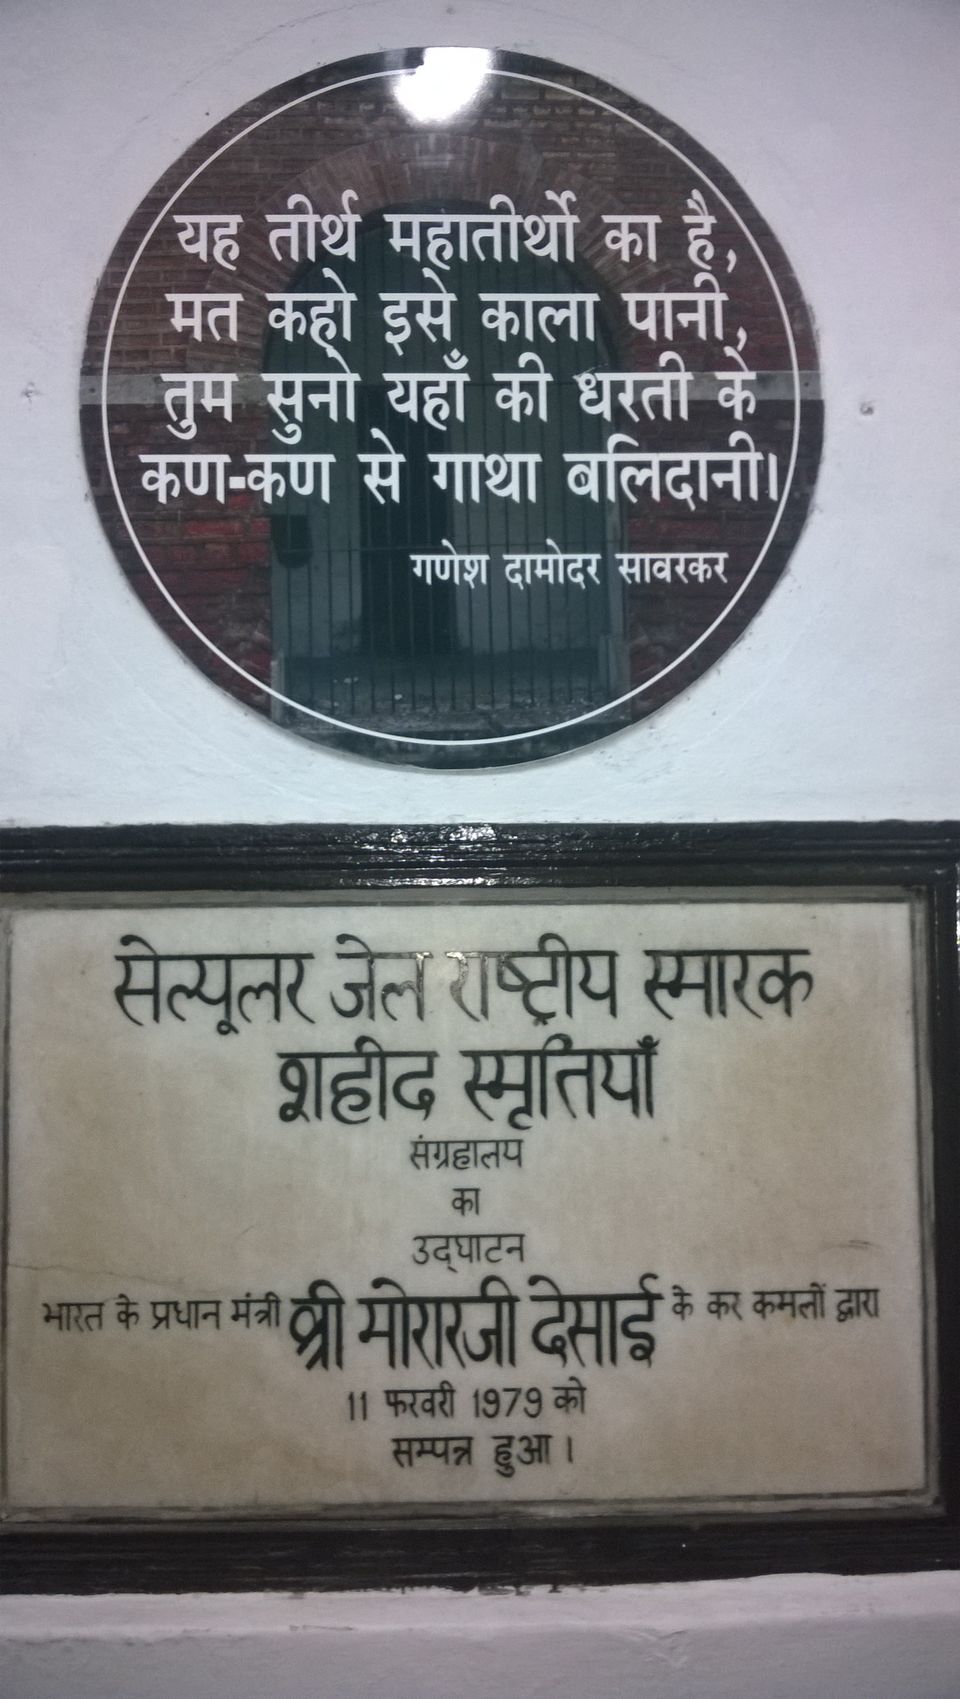 यह तीर्थ महातीर्थो का है,
मत कहो इसे काला पानी,
तुम सुनो यहाँ की धरती के
कण-कण से गाथा बलिदानी।
गणेश दामोदर सावरकर
सेल्यूलर जेल राष्ट्रीय स्मारक
शहीद स्मृतियाँ
संग्रहालय
का
उद्घाटन
भारत के प्रधान मंत्री श्री मोरारजी देसाई के कर कमलों द्वारा
11 फरवरी 1979 को
सम्पन्न हुआ।